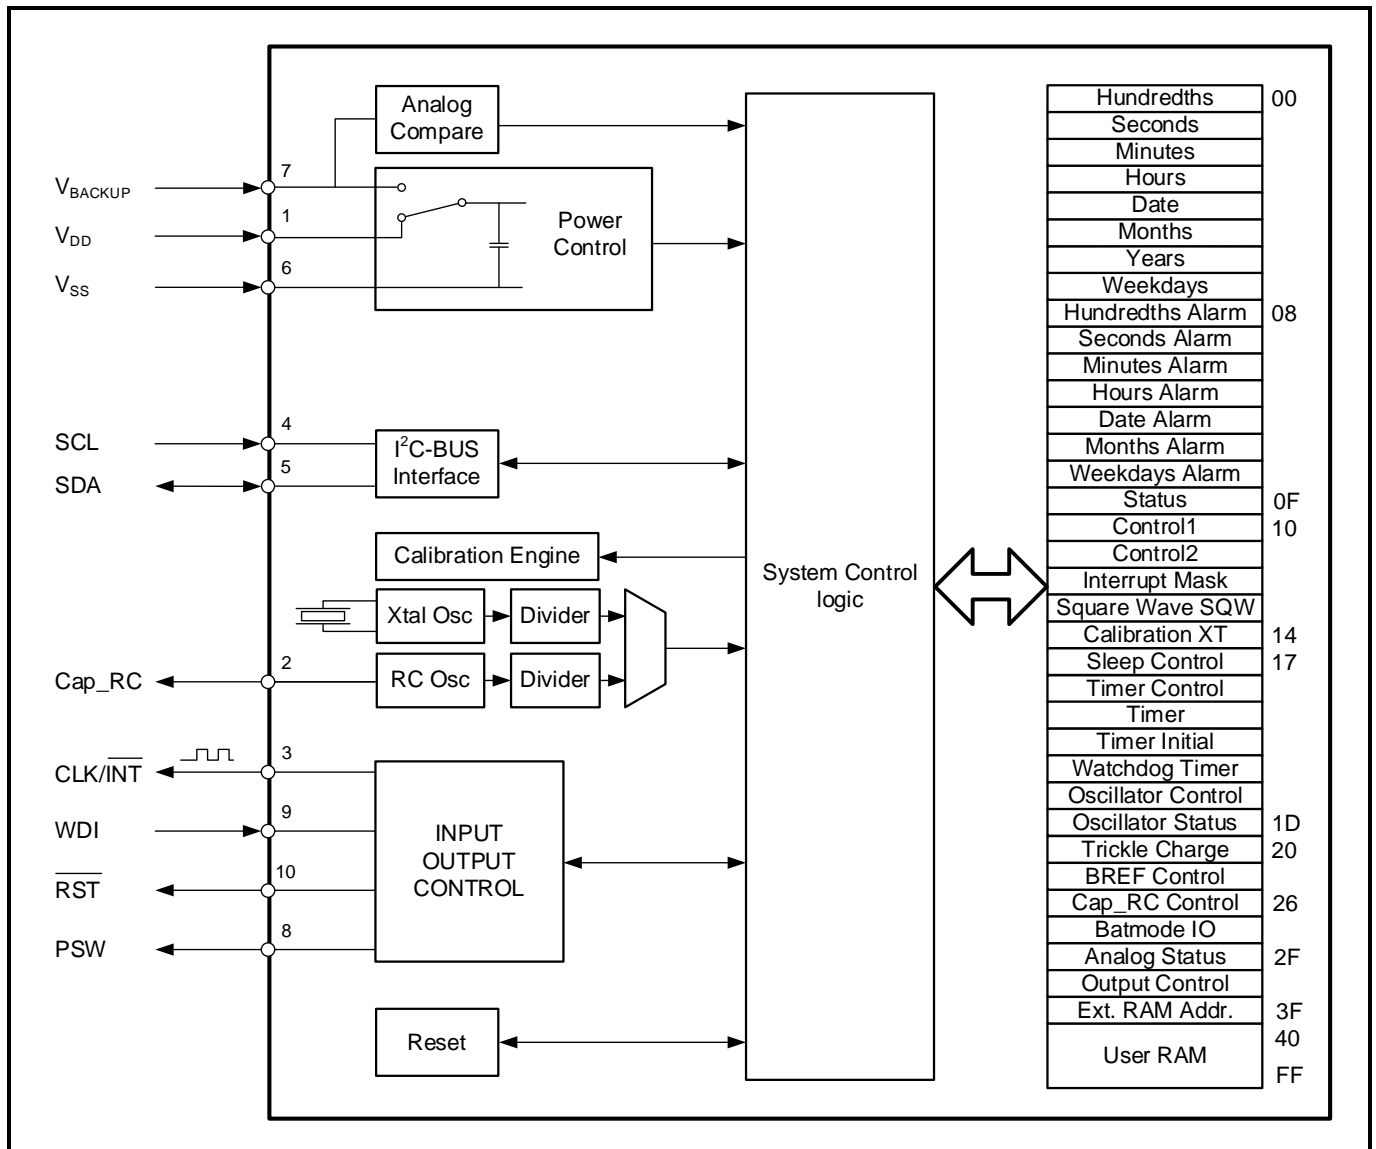 Analog
Compare
7
V_BACKUP
1
V_DD
6
V_SS
Power
Control
4
SCL
5
SDA
I²C-BUS
Interface
Calibration Engine
Xtal Osc
Divider
2
Cap_RC
RC Osc
Divider
3
CLK/I̅N̅T̅
9
WDI
10
R̅S̅T̅
8
PSW
INPUT
OUTPUT
CONTROL
Reset
System Control
logic
Hundredths 00
Seconds
Minutes
Hours
Date
Months
Years
Weekdays
Hundredths Alarm 08
Seconds Alarm
Minutes Alarm
Hours Alarm
Date Alarm
Months Alarm
Weekdays Alarm
Status 0F
Control1 10
Control2
Interrupt Mask
Square Wave SQW
Calibration XT 14
Sleep Control 17
Timer Control
Timer
Timer Initial
Watchdog Timer
Oscillator Control
Oscillator Status 1D
Trickle Charge 20
BREF Control
Cap_RC Control 26
Batmode IO
Analog Status 2F
Output Control
Ext. RAM Addr. 3F
40
User RAM
FF